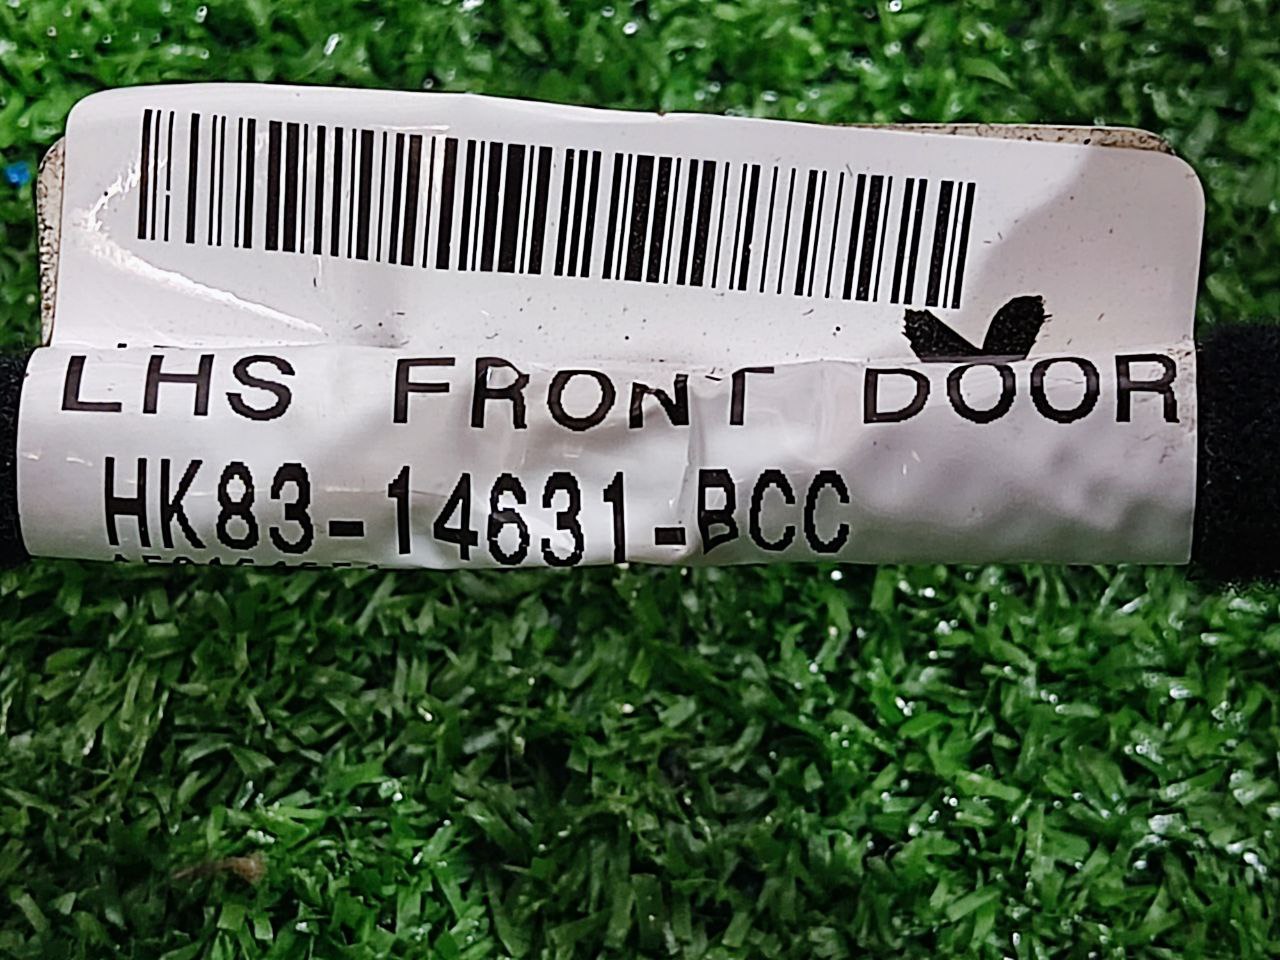 LHS FRONT DOOR
HK83-14631-BCC